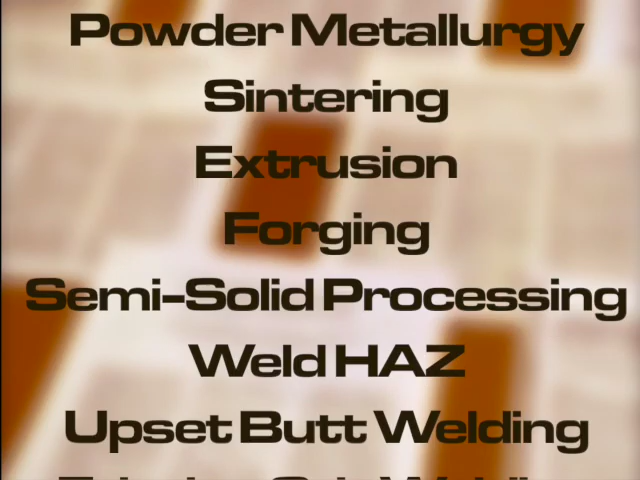 Powder Metallurgy
Sintering
Extrusion
Forging
Semi-Solid Processing
Weld HAZ
Upset Butt Welding